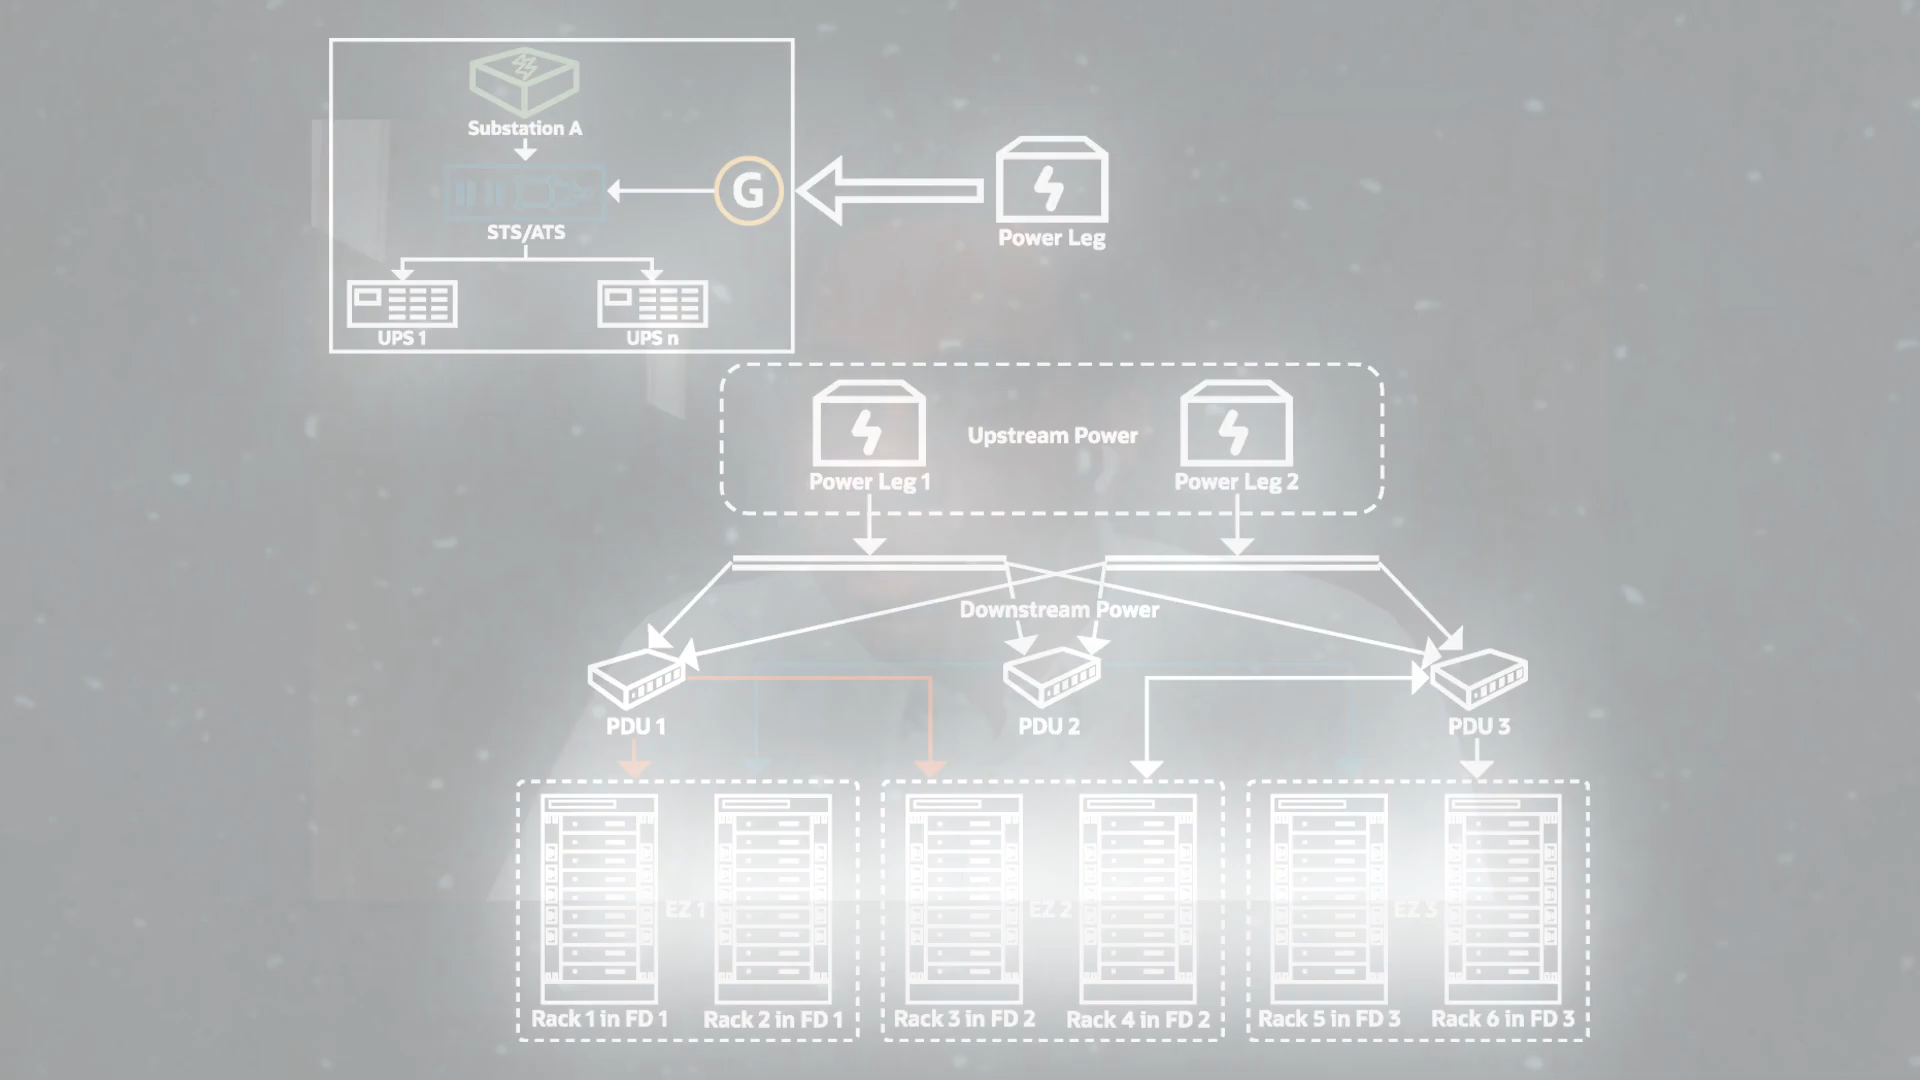 Substation A
G
STS/ATS
Power Leg
UPS 1
UPS n
Upstream Power
Power Leg 1
Power Leg 2
Downstream Power
PDU 1
PDU 2
PDU 3
EZ 1
EZ 2
EZ 3
Rack 1 in FD 1
Rack 2 in FD 1
Rack 3 in FD 2
Rack 4 in FD 2
Rack 5 in FD 3
Rack 6 in FD 3